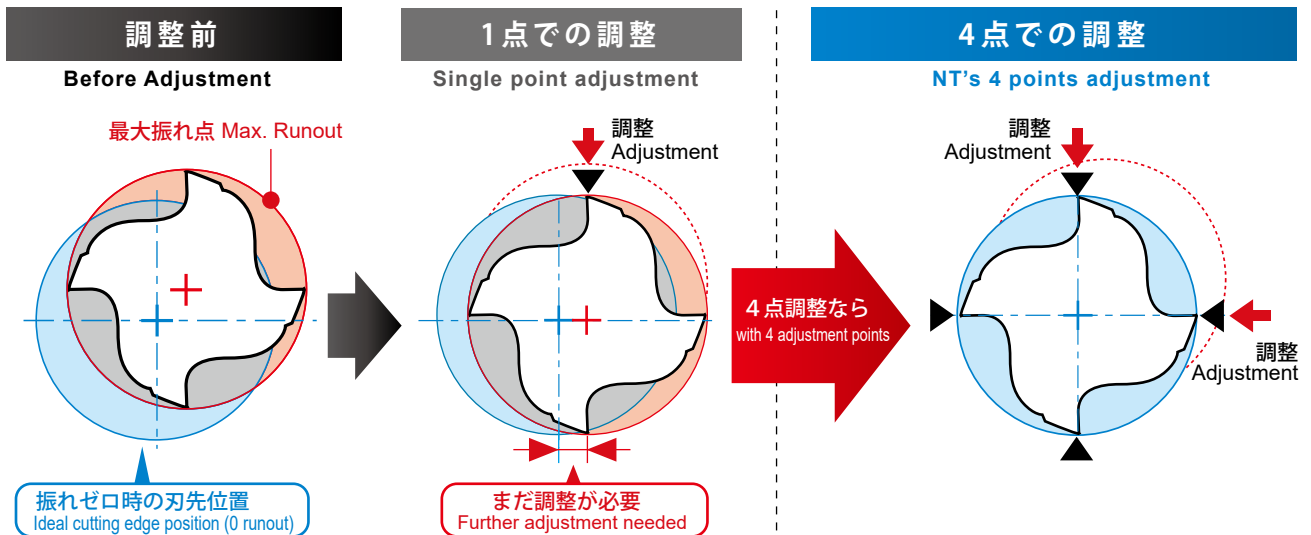 調整前
Before Adjustment
最大振れ点 Max. Runout
振れゼロ時の刃先位置
Ideal cutting edge position (0 runout)
1点での調整
Single point adjustment
調整
Adjustment
まだ調整が必要
Further adjustment needed
4点調整なら
with 4 adjustment points
4点での調整
NT's 4 points adjustment
調整
Adjustment
調整
Adjustment